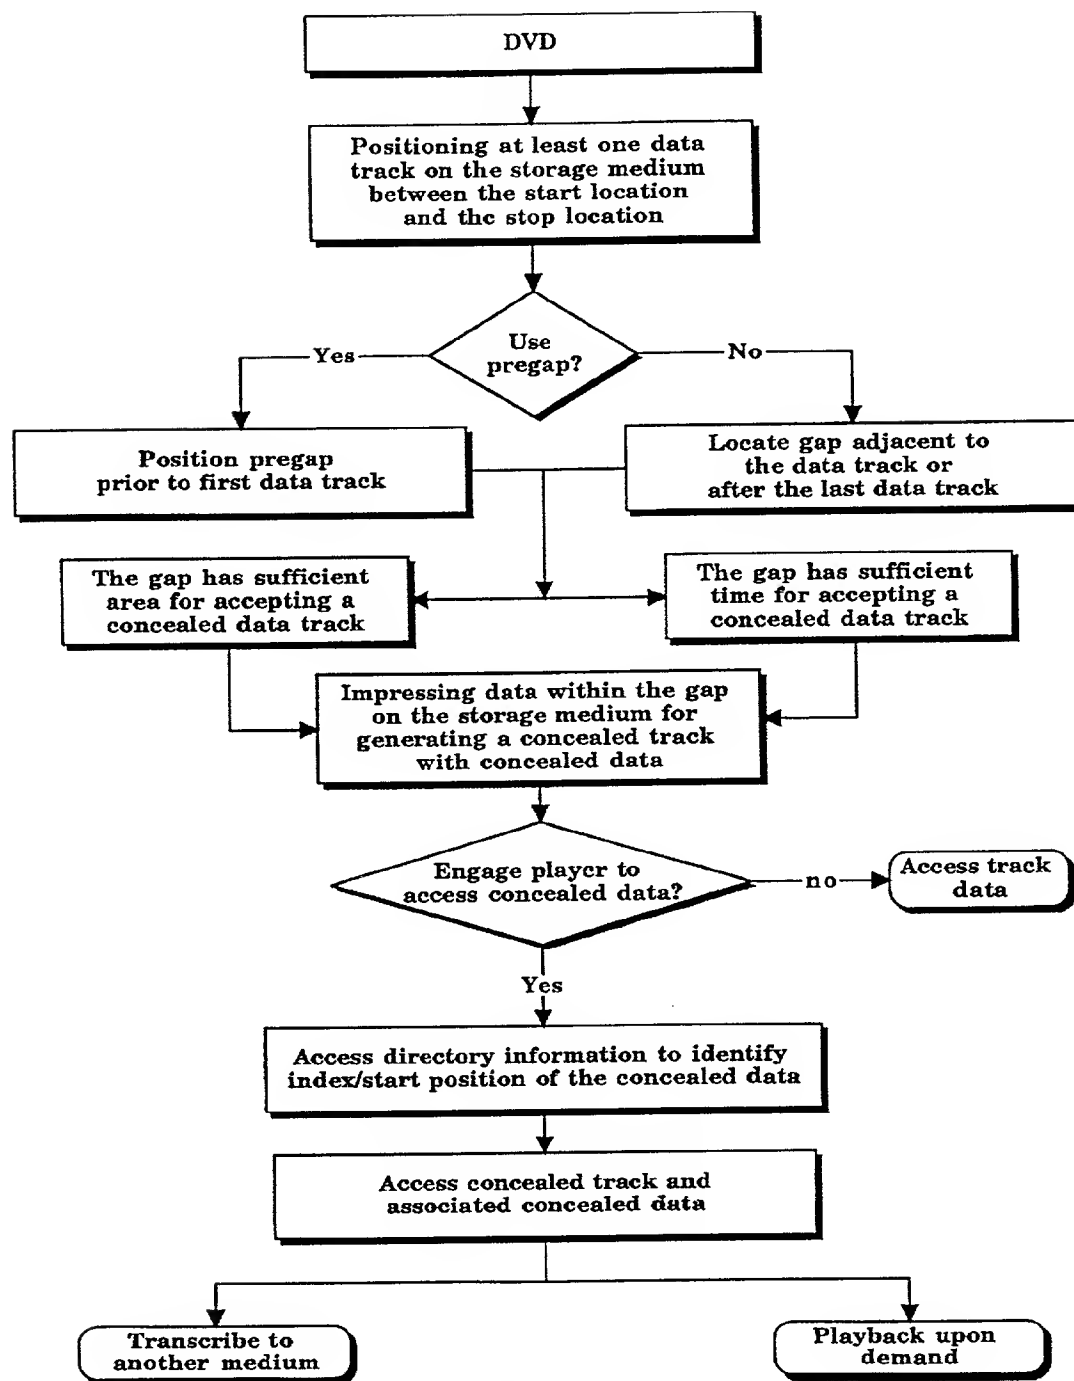 DVD
Positioning at least one data
track on the storage medium
between the start location
and thc stop location
Use
pregap?
Yes
No
Position pregap
prior to first data track
Locate gap adjacent to
the data track or
after the last data track
The gap has sufficient
area for accepting a
concealed data track
The gap has sufficient
time for accepting a
concealed data track
Impressing data within the gap
on the storage medium for
generating a concealed track
with concealed data
Engage playcr to
access concealed data?
no
Access track
data
Yes
Access directory information to identify
index/start position of the concealed data
Access concealed track and
associated concealed data
Transcribe to
another medium
Playback upon
demand